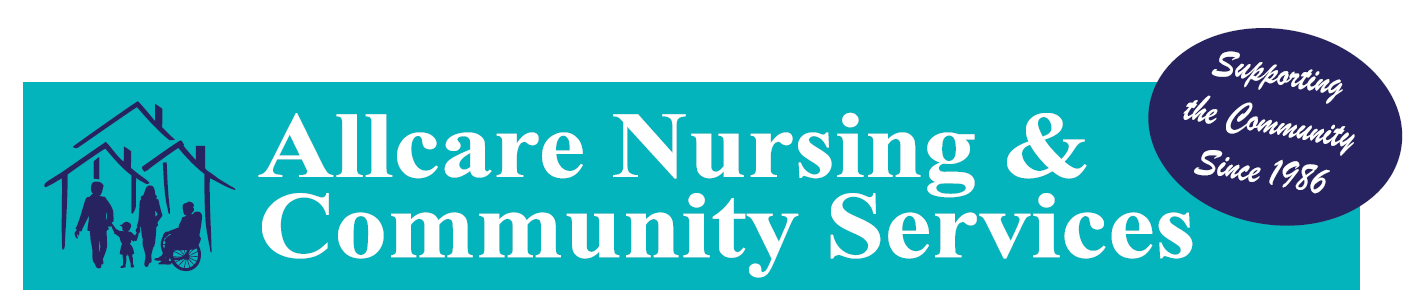 Allcare Nursing &
Community Services
Supporting
the Community
Since 1986